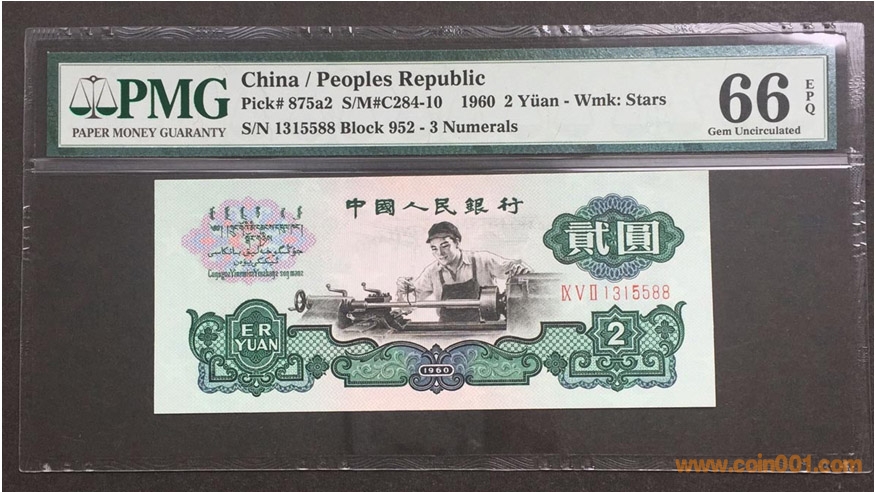 PMG
PAPER MONEY GUARANTY
China / Peoples Republic
Pick# 875a2 S/M#C284-10 1960 2 Yüan - Wmk: Stars
S/N 1315588 Block 952 - 3 Numerals
66
EPQ
Gem Uncirculated
中國人民銀行
貳圓
IX V II 1315588
ER
YUAN
2
1960
www.coin001.com